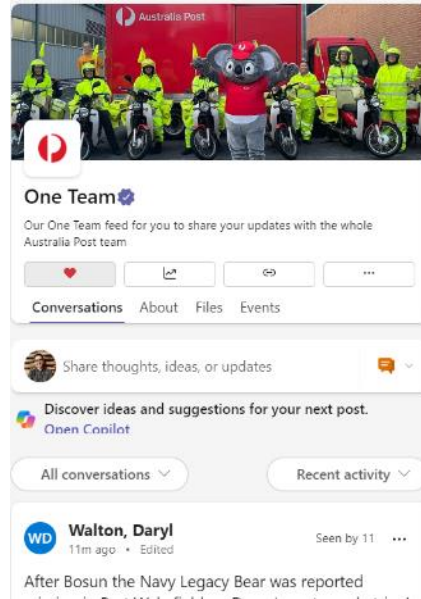 Australia Post
One Team
Our One Team feed for you to share your updates with the whole
Australia Post team
...
Conversations About Files Events
Share thoughts, ideas, or updates
Discover ideas and suggestions for your next post.
Open Copilot
All conversations Recent activity
WD
Walton, Daryl
Seen by 11 ...
11m ago • Edited
After Bosun the Navy Legacy Bear was reported